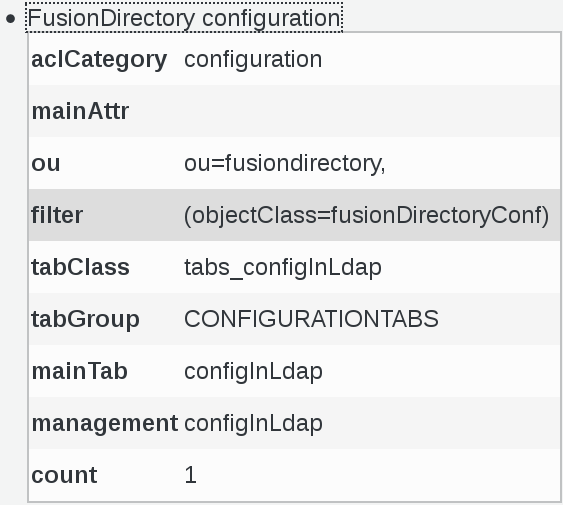 FusionDirectory configuration
aclCategory configuration
mainAttr
ou ou=fusiondirectory,
filter (objectClass=fusionDirectoryConf)
tabClass tabs_configInLdap
tabGroup CONFIGURATIONTABS
mainTab configInLdap
management configInLdap
count 1